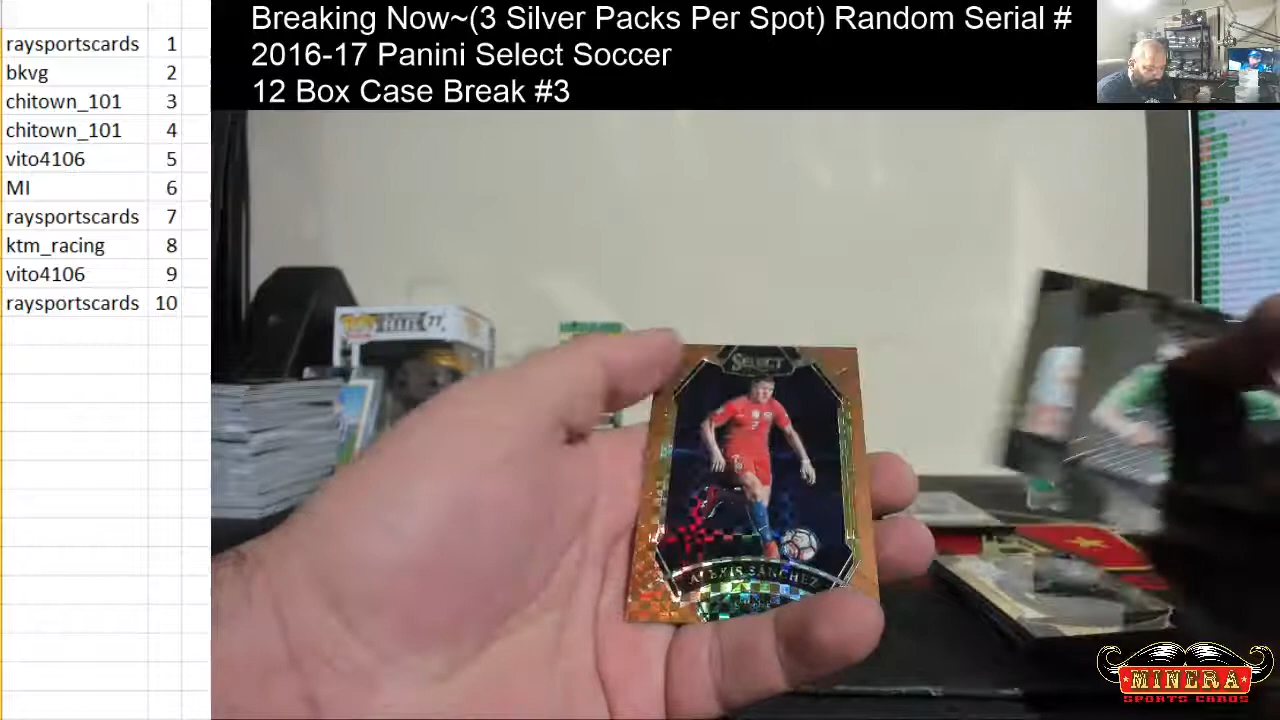 Breaking Now~(3 Silver Packs Per Spot) Random Serial #
2016-17 Panini Select Soccer
12 Box Case Break #3
raysportscards 1
bkvg 2
chitown_101 3
chitown_101 4
vito4106 5
MI 6
raysportscards 7
ktm_racing 8
vito4106 9
raysportscards 10
SELECT
ALEXIS SÁNCHEZ
MINERA
SPORTS CARDS